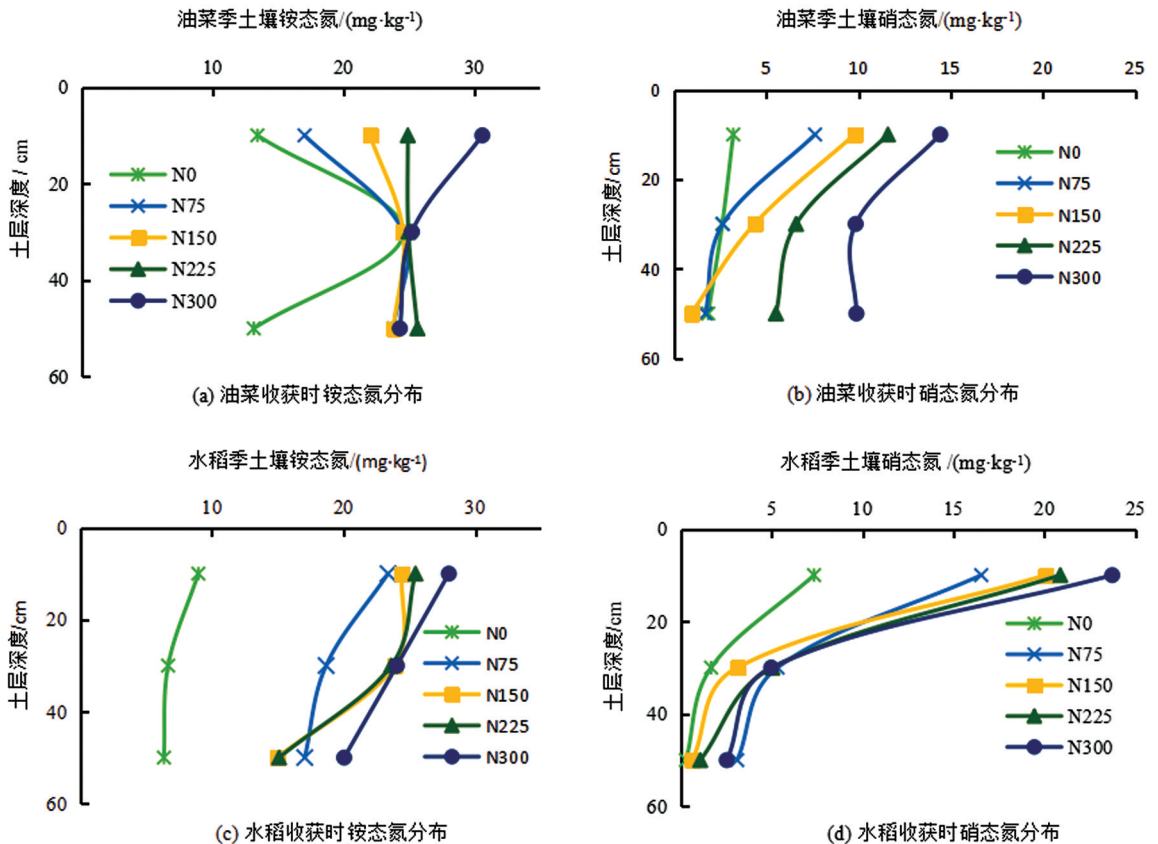 油菜季土壤铵态氮/(mg·kg⁻¹)
10 20 30
0
20
40
60
土层深度/ cm
N0
N75
N150
N225
N300
(a) 油菜收获时铵态氮分布
油菜季土壤硝态氮/(mg·kg⁻¹)
5 10 15 20 25
0
20
40
60
土层深度/cm
N0
N75
N150
N225
N300
(b) 油菜收获时硝态氮分布
水稻季土壤铵态氮/(mg·kg⁻¹)
10 20 30
0
20
40
60
土层深度/cm
N0
N75
N150
N225
N300
(c) 水稻收获时铵态氮分布
水稻季土壤硝态氮 /(mg·kg⁻¹)
5 10 15 20 25
0
20
40
60
土层深度/cm
N0
N75
N150
N225
N300
(d) 水稻收获时硝态氮分布